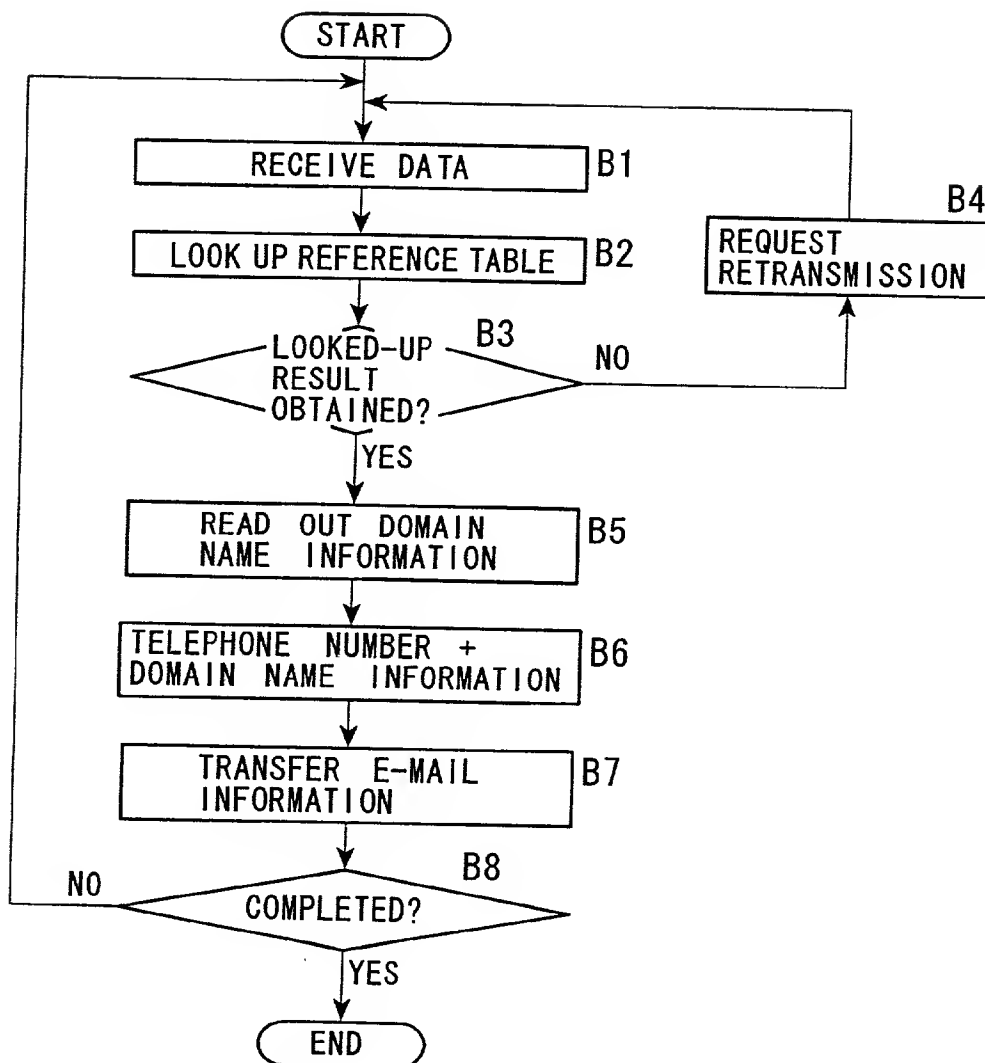 START
RECEIVE DATA
B1
LOOK UP REFERENCE TABLE
B2
B4
REQUEST
RETRANSMISSION
B3
LOOKED-UP
RESULT
OBTAINED?
NO
YES
READ OUT DOMAIN
NAME INFORMATION
B5
TELEPHONE NUMBER +
DOMAIN NAME INFORMATION
B6
TRANSFER E-MAIL
INFORMATION
B7
B8
NO
COMPLETED?
YES
END